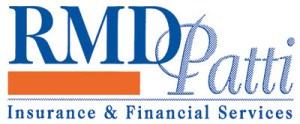 RMD Patti
Insurance & Financial Services